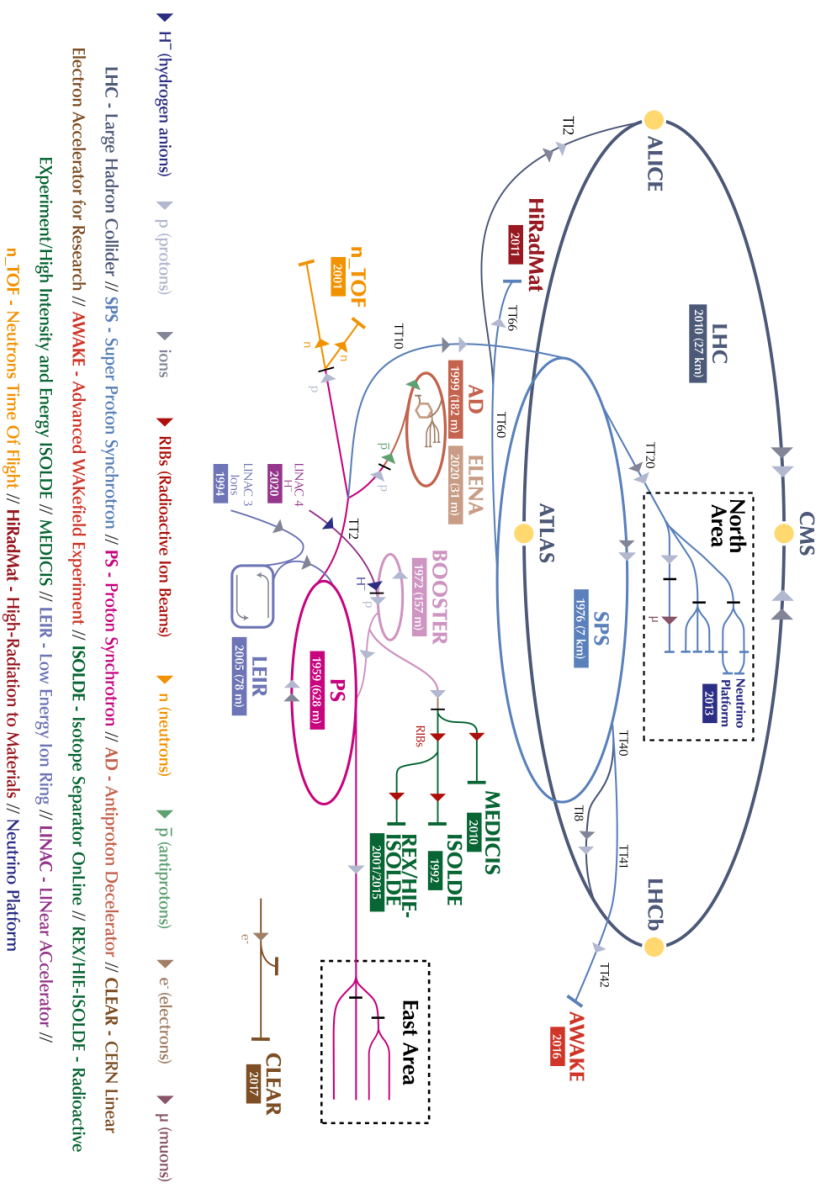 CMS
LHC
2010 (27 km)
North
Area
Neutrino
Platform
2013
μ
TT20
ALICE
LHCb
TT40
TT41
TI8
TT42
SPS
1976 (7 km)
TI2
AWAKE
2016
ATLAS
HiRadMat
2011
TT66
TT60
AD
1999 (182 m)
ELENA
2020 (31 m)
TT10
p̅
p
MEDICIS
2010
ISOLDE
1992
REX/HIE-
ISOLDE
2001/2015
RIBs
BOOSTER
1972 (157 m)
p
H⁻
East Area
n_TOF
2001
n
n
p
TT2
PS
1959 (628 m)
LINAC 4
H⁻
2020
LINAC 3
Ions
1994
LEIR
2005 (78 m)
e⁻
CLEAR
2017
H⁻ (hydrogen anions)
p (protons)
ions
RIBs (Radioactive Ion Beams)
n (neutrons)
p̅ (antiprotons)
e⁻ (electrons)
μ (muons)
LHC - Large Hadron Collider // SPS - Super Proton Synchrotron // PS - Proton Synchrotron // AD - Antiproton Decelerator // CLEAR - CERN Linear
Electron Accelerator for Research // AWAKE - Advanced WAKefield Experiment // ISOLDE - Isotope Separator OnLine // REX/HIE-ISOLDE - Radioactive
EXperiment/High Intensity and Energy ISOLDE // MEDICIS // LEIR - Low Energy Ion Ring // LINAC - LINear ACcelerator //
n_TOF - Neutrons Time Of Flight // HiRadMat - High-Radiation to Materials // Neutrino Platform